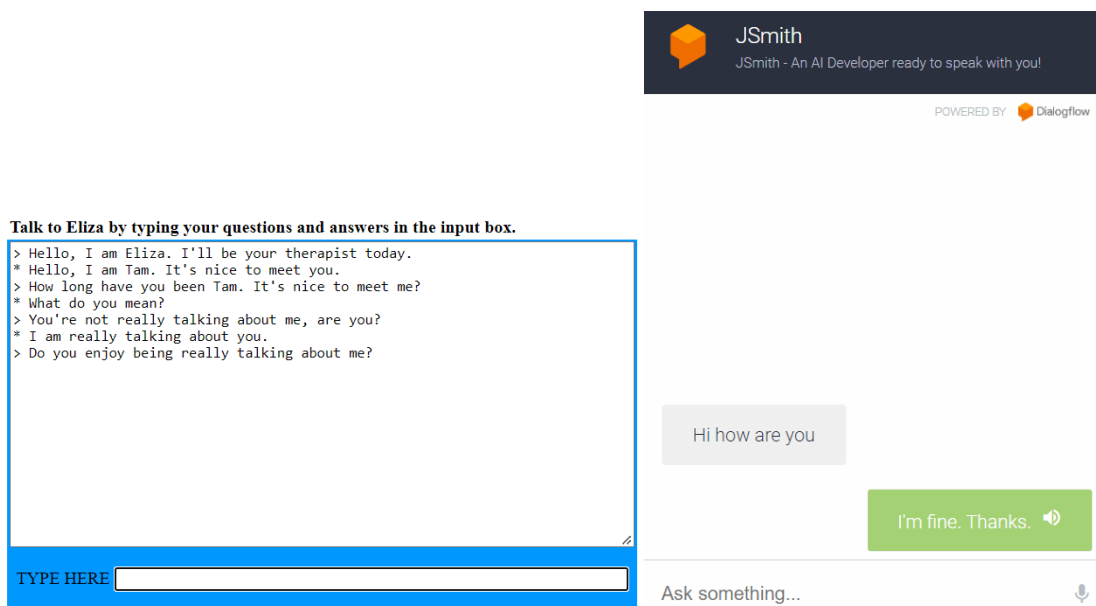 Talk to Eliza by typing your questions and answers in the input box.
> Hello, I am Eliza. I'll be your therapist today.
* Hello, I am Tam. It's nice to meet you.
> How long have you been Tam. It's nice to meet me?
* What do you mean?
> You're not really talking about me, are you?
* I am really talking about you.
> Do you enjoy being really talking about me?
TYPE HERE
JSmith
JSmith - An AI Developer ready to speak with you!
POWERED BY Dialogflow
Hi how are you
I'm fine. Thanks.
Ask something...